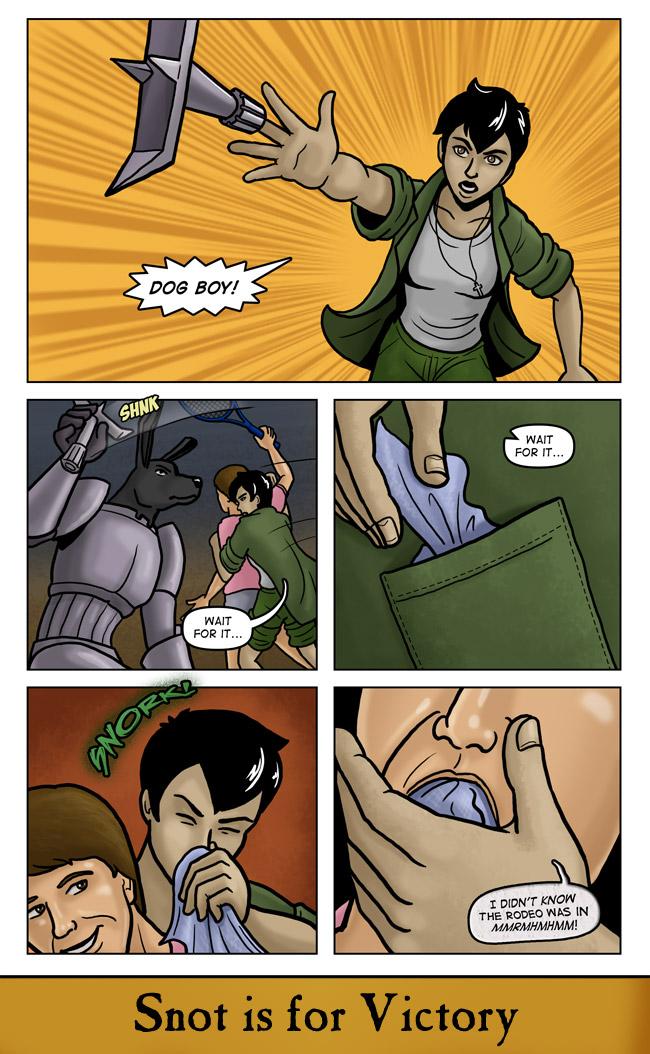 DOG BOY!
SHNK
WAIT
FOR IT...
WAIT
FOR IT...
SNORK!
I DIDN'T KNOW
THE RODEO WAS IN
MMRMHMHMM!
Snot is for Victory